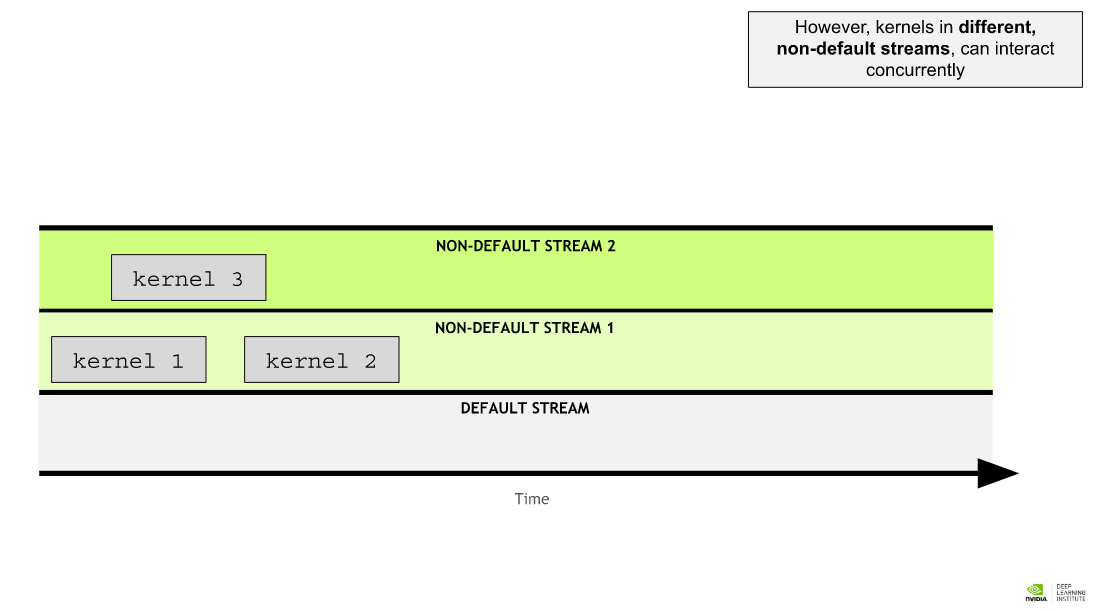 However, kernels in different,
non-default streams, can interact
concurrently
NON-DEFAULT STREAM 2
kernel 3
NON-DEFAULT STREAM 1
kernel 1
kernel 2
DEFAULT STREAM
Time
NVIDIA.
DEEP
LEARNING
INSTITUTE